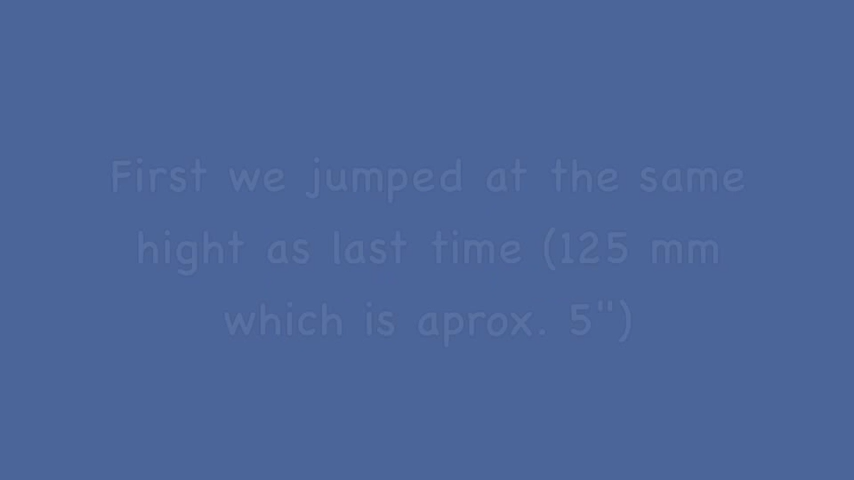 First we jumped at the same
hight as last time (125 mm
which is aprox. 5")